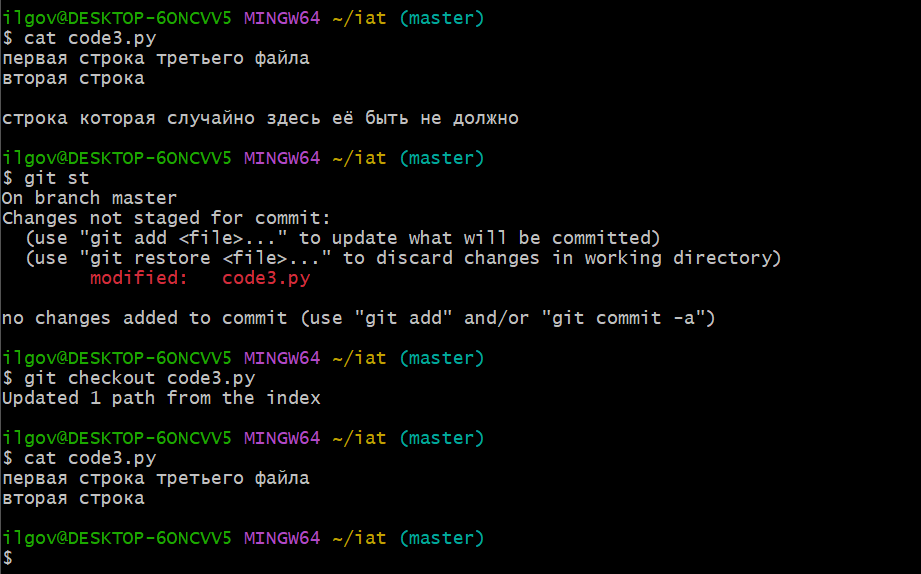 ilgov@DESKTOP-6ONCVV5 MINGW64 ~/iat (master)
$ cat code3.py
первая строка третьего файла
вторая строка
строка которая случайно здесь её быть не должно
ilgov@DESKTOP-6ONCVV5 MINGW64 ~/iat (master)
$ git st
On branch master
Changes not staged for commit:
  (use "git add <file>..." to update what will be committed)
  (use "git restore <file>..." to discard changes in working directory)
        modified:   code3.py
no changes added to commit (use "git add" and/or "git commit -a")
ilgov@DESKTOP-6ONCVV5 MINGW64 ~/iat (master)
$ git checkout code3.py
Updated 1 path from the index
ilgov@DESKTOP-6ONCVV5 MINGW64 ~/iat (master)
$ cat code3.py
первая строка третьего файла
вторая строка
ilgov@DESKTOP-6ONCVV5 MINGW64 ~/iat (master)
$